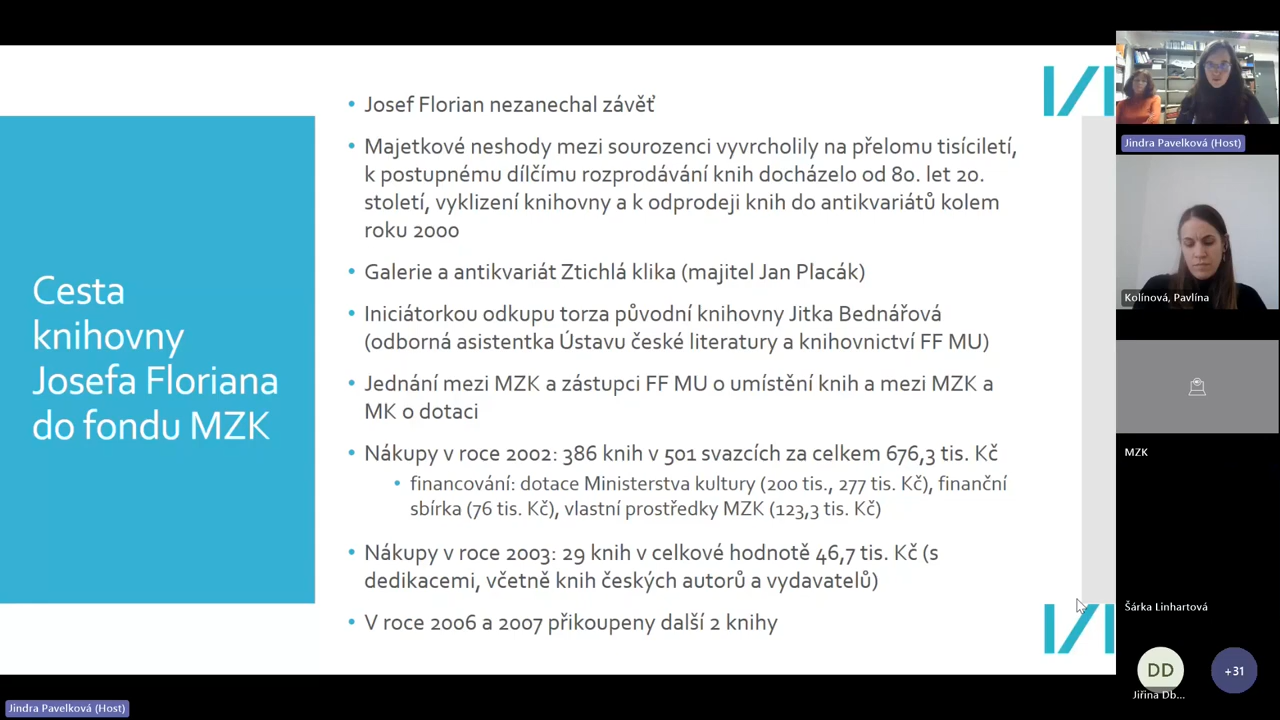 Cesta
knihovny
Josefa Floriana
do fondu MZK
• Josef Florian nezanechal závěť
• Majetkové neshody mezi sourozenci vyvrcholily na přelomu tisíciletí,
k postupnému dílčímu rozprodávání knih docházelo od 80. let 20.
století, vyklizení knihovny a k odprodeji knih do antikvariátů kolem
roku 2000
• Galerie a antikvariát Ztichlá klika (majitel Jan Placák)
• Iniciátorkou odkupu torza původní knihovny Jitka Bednářová
(odborná asistentka Ústavu české literatury a knihovnictví FF MU)
• Jednání mezi MZK a zástupci FF MU o umístění knih a mezi MZK a
MK o dotaci
• Nákupy v roce 2002: 386 knih v 501 svazcích za celkem 676,3 tis. Kč
• financování: dotace Ministerstva kultury (200 tis., 277 tis. Kč), finanční
sbírka (76 tis. Kč), vlastní prostředky MZK (123,3 tis. Kč)
• Nákupy v roce 2003: 29 knih v celkové hodnotě 46,7 tis. Kč (s
dedikacemi, včetně knih českých autorů a vydavatelů)
• V roce 2006 a 2007 přikoupeny další 2 knihy
Jindra Pavelková (Host)
Kolínová, Pavlína
MZK
Šárka Linhartová
DD
Jiřina Db...
+31
Jindra Pavelková (Host)